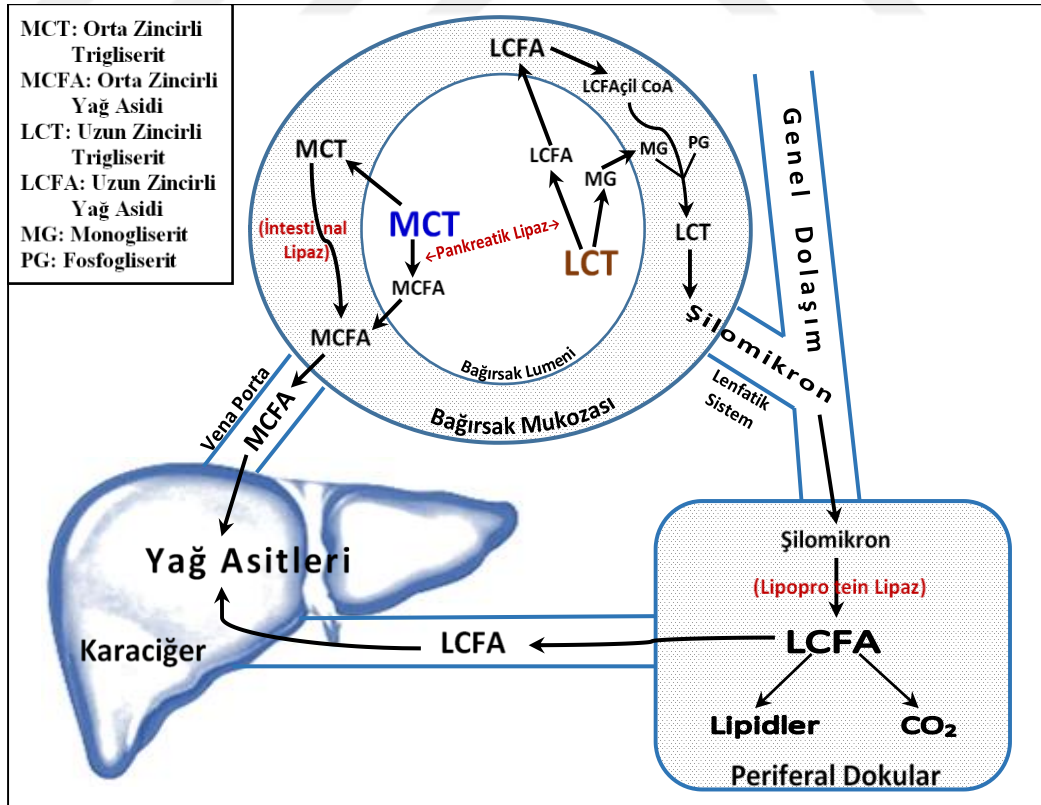 MCT: Orta Zincirli
Trigliserit
MCFA: Orta Zincirli
Yağ Asidi
LCT: Uzun Zincirli
Trigliserit
LCFA: Uzun Zincirli
Yağ Asidi
MG: Monogliserit
PG: Fosfogliserit
LCFA
LCFAçil CoA
MCT
LCFA
MG
PG
MG
(İntestinal
Lipaz)
MCT
←Pankreatik Lipaz→
LCT
LCT
MCFA
MCFA
Şilomikron
Bağırsak Lumeni
Bağırsak Mukozası
Lenfatik
Sistem
Genel Dolaşım
Vena Porta
MCFA
Yağ Asitleri
Karaciğer
LCFA
Şilomikron
(Lipopro tein Lipaz)
LCFA
Lipidler
CO₂
Periferal Dokular